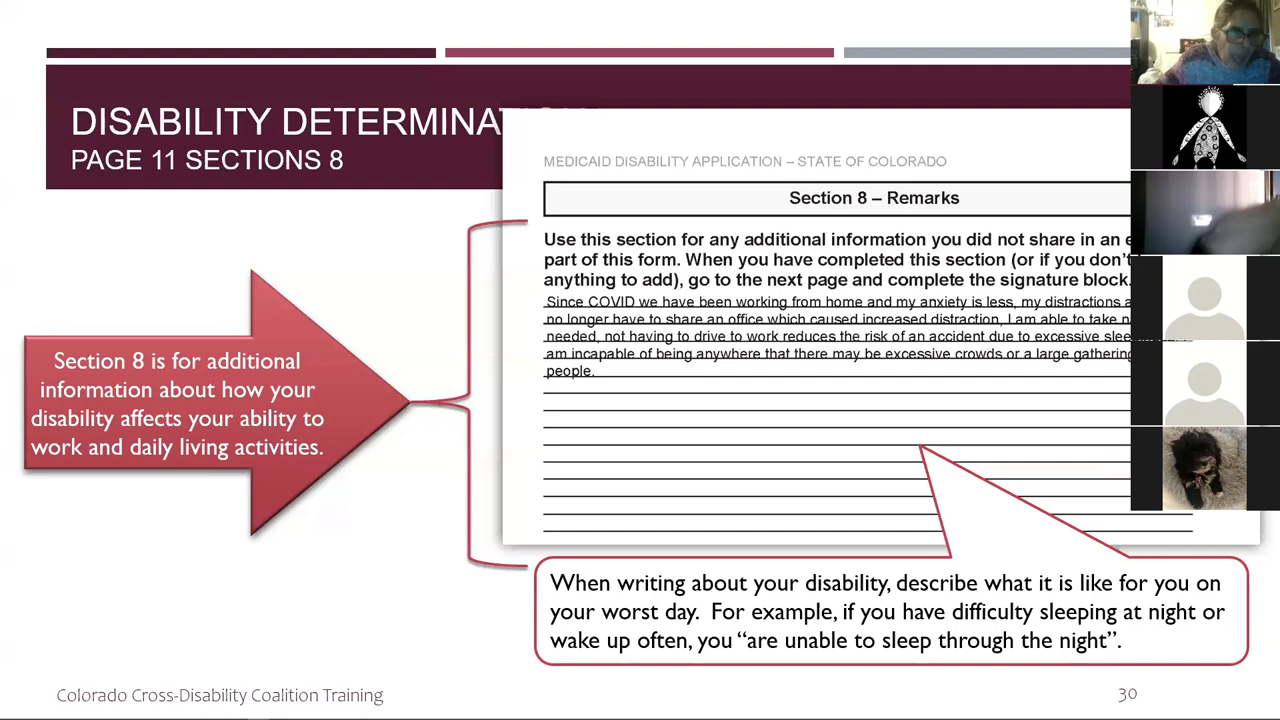 DISABILITY DETERMINAT
PAGE 11 SECTIONS 8
MEDICAID DISABILITY APPLICATION – STATE OF COLORADO
Section 8 – Remarks
Use this section for any additional information you did not share in an
part of this form. When you have completed this section (or if you don't
anything to add), go to the next page and complete the signature block.
Since COVID we have been working from home and my anxiety is less, my distractions
no longer have to share an office which caused increased distraction, I am able to take
needed, not having to drive to work reduces the risk of an accident due to excessive
am incapable of being anywhere that there may be excessive crowds or a large gathering
people.
Section 8 is for additional
information about how your
disability affects your ability to
work and daily living activities.
When writing about your disability, describe what it is like for you on
your worst day. For example, if you have difficulty sleeping at night or
wake up often, you “are unable to sleep through the night”.
Colorado Cross-Disability Coalition Training
30